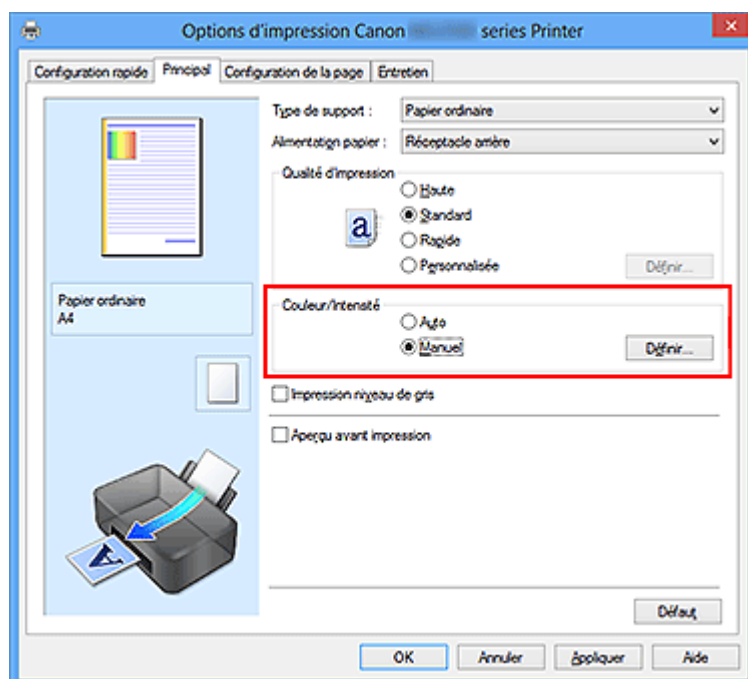 Options d'impression Canon series Printer
Configuration rapide Principal Configuration de la page Entretien
Type de support : Papier ordinaire
Alimentation papier : Réceptacle arrière
Qualité d'impression
Haute
a Standard
Rapide
Personnalisée Définir...
Papier ordinaire
A4
Couleur/Intensité
Auto
Manuel Définir...
Impression niveau de gris
Aperçu avant impression
A
Défaut
OK Annuler Appliquer Aide